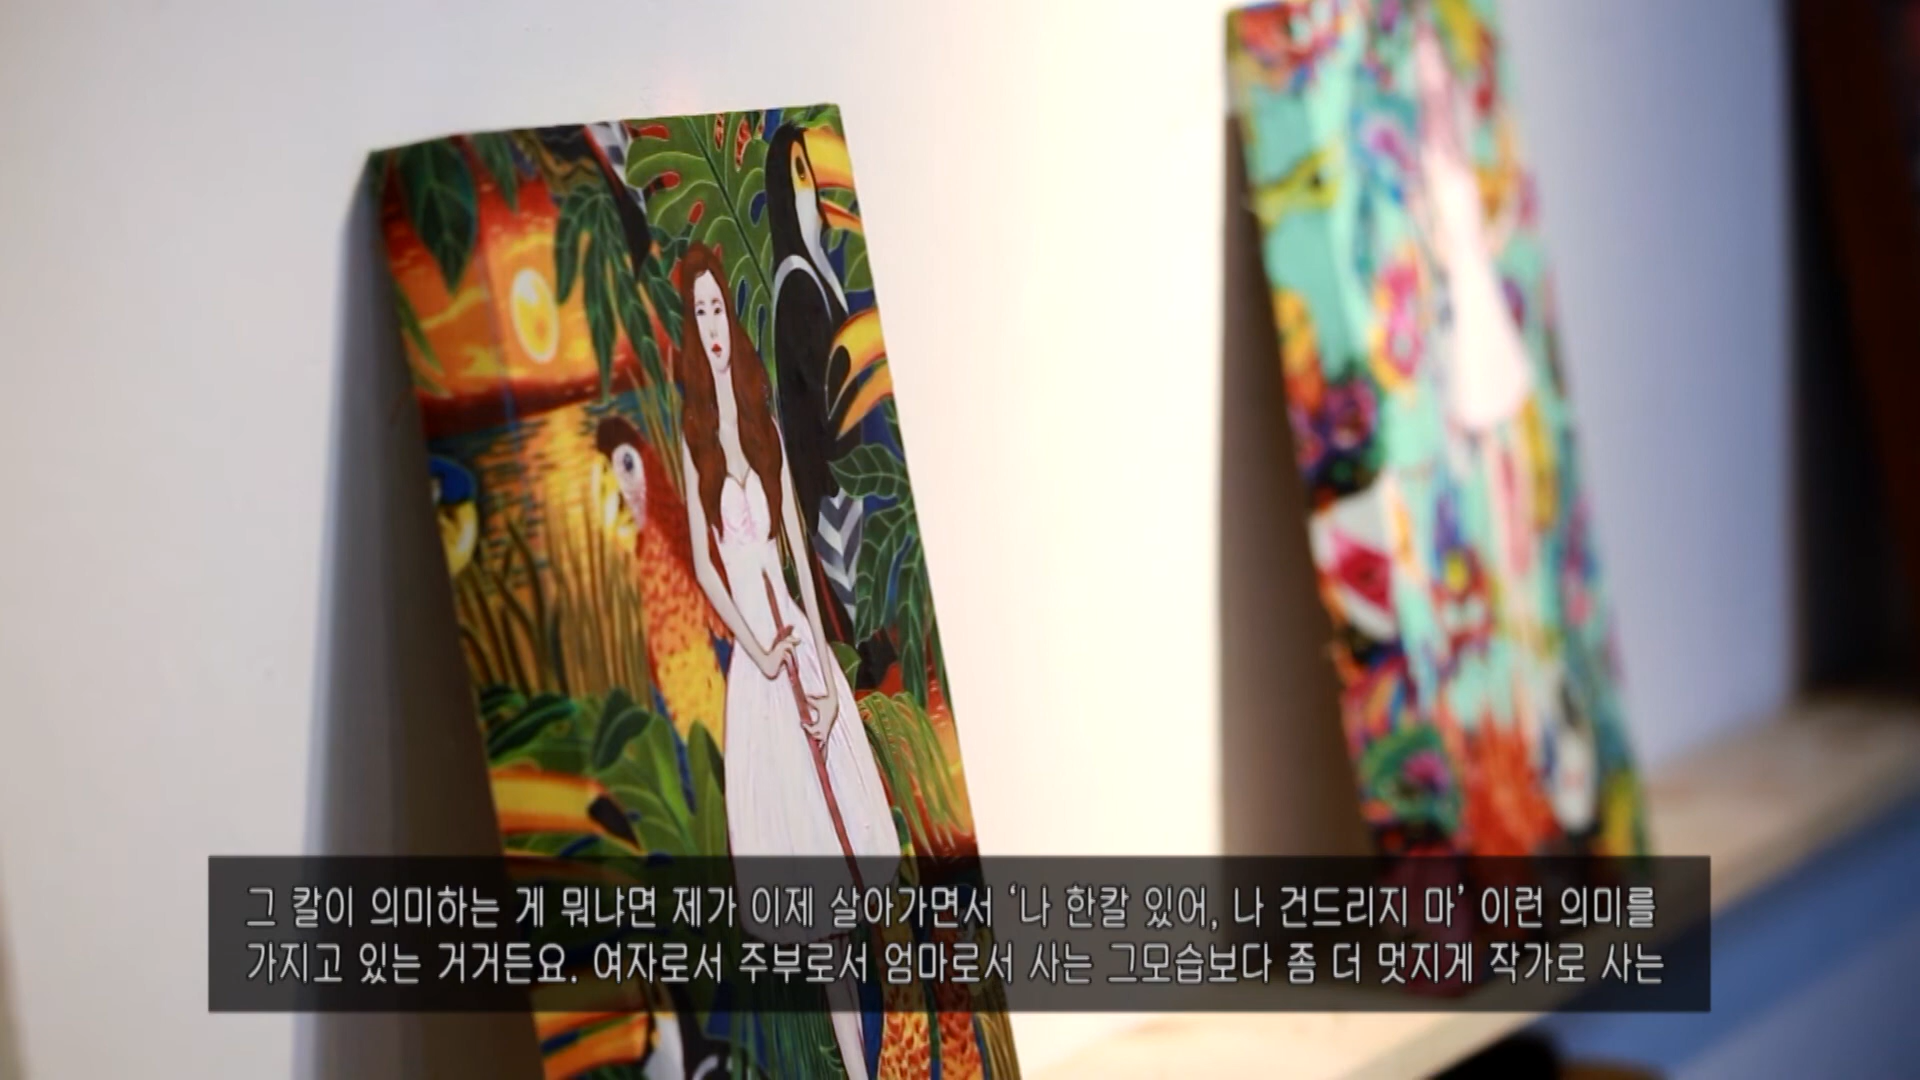 그 칼이 의미하는 게 뭐냐면 제가 이제 살아가면서 ‘나 한칼 있어, 나 건드리지 마’ 이런 의미를
가지고 있는 거거든요. 여자로서 주부로서 엄마로서 사는 그모습보다 좀 더 멋지게 작가로 사는